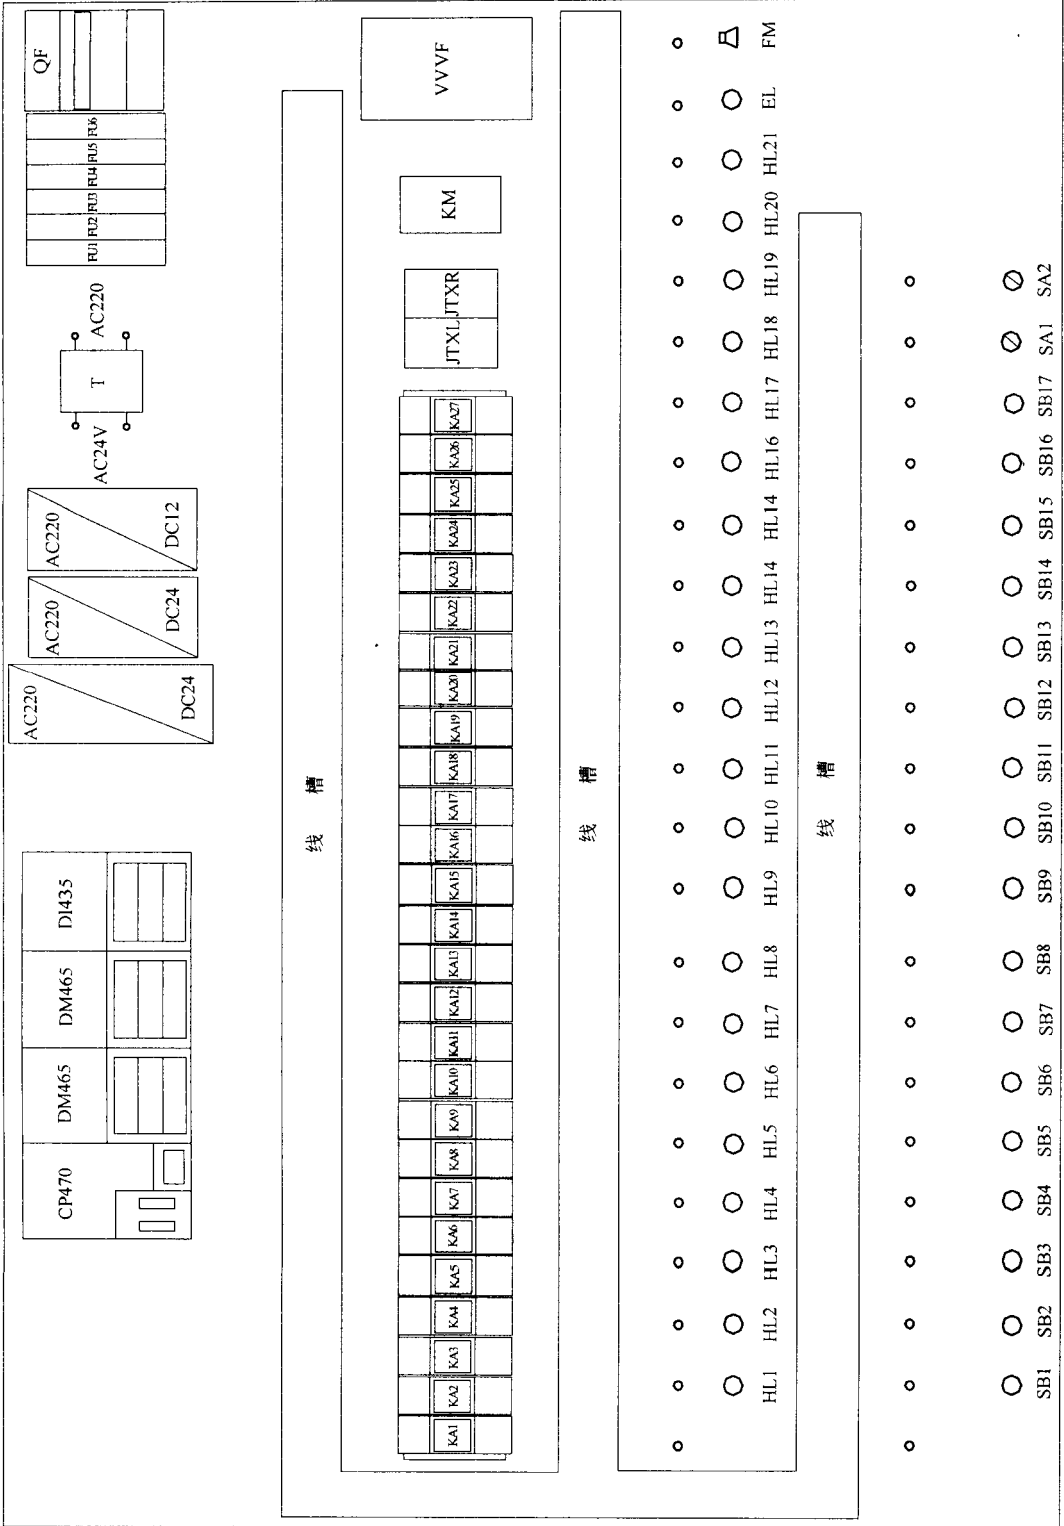 CP470 DM465 DM465 DI435
AC220 DC24
AC220 DC24
AC220 DC12
AC24V T AC220
FU1 FU2 FU3 FU4 FU5 FU6
QF
线 槽
KA1 KA2 KA3 KA4 KA5 KA6 KA7 KA8 KA9 KA10 KA11 KA12 KA13 KA14 KA15 KA16 KA17 KA18 KA19 KA20 KA21 KA22 KA23 KA24 KA25 KA26 KA27 JTXL JTXR KM VVVF
线 槽
HL1 HL2 HL3 HL4 HL5 HL6 HL7 HL8 HL9 HL10 HL11 HL12 HL13 HL14 HL14 HL16 HL17 HL18 HL19 HL20 HL21 EL FM
线 槽
SB1 SB2 SB3 SB4 SB5 SB6 SB7 SB8 SB9 SB10 SB11 SB12 SB13 SB14 SB15 SB16 SB17 SA1 SA2